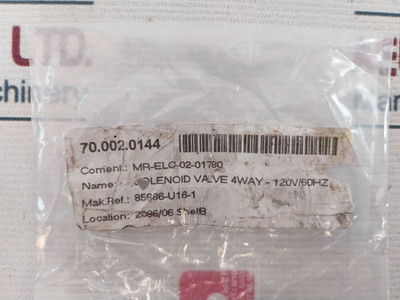 LTD.
70.002.0144
Coment.: MR-ELC-02-01780
Name: SOLENOID VALVE 4WAY - 120V/60HZ
Mak.Ref.: 85886-U16-1
Location: 2086/06 ShelB